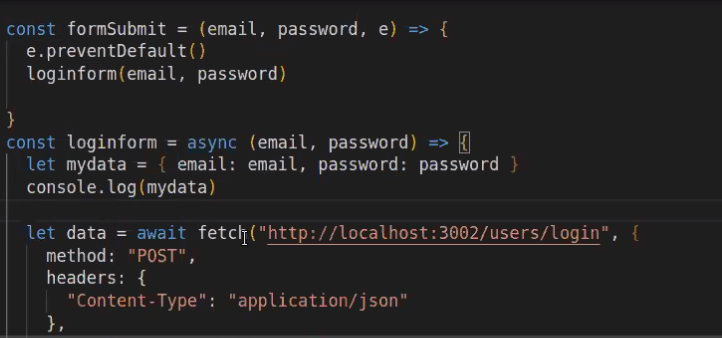 const formSubmit = (email, password, e) => {
e.preventDefault()
loginform(email, password)
}
const loginform = async (email, password) => {
let mydata = { email: email, password: password }
console.log(mydata)
let data = await fetch("http://localhost:3002/users/login", {
method: "POST",
headers: {
"Content-Type": "application/json"
},